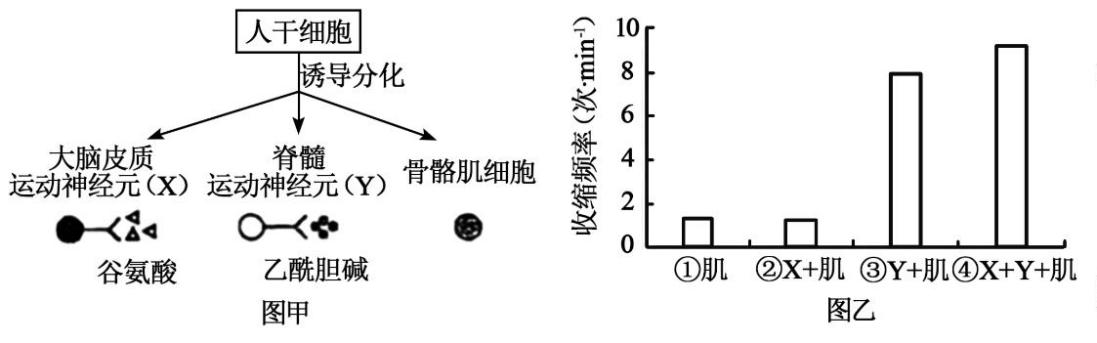 人干细胞
诱导分化
大脑皮质
运动神经元(X)
脊髓
运动神经元(Y)
骨骼肌细胞
谷氨酸
乙酰胆碱
图甲
收缩频率(次·min⁻¹)
10
8
6
4
2
0
①肌 ②X+肌 ③Y+肌 ④X+Y+肌
图乙